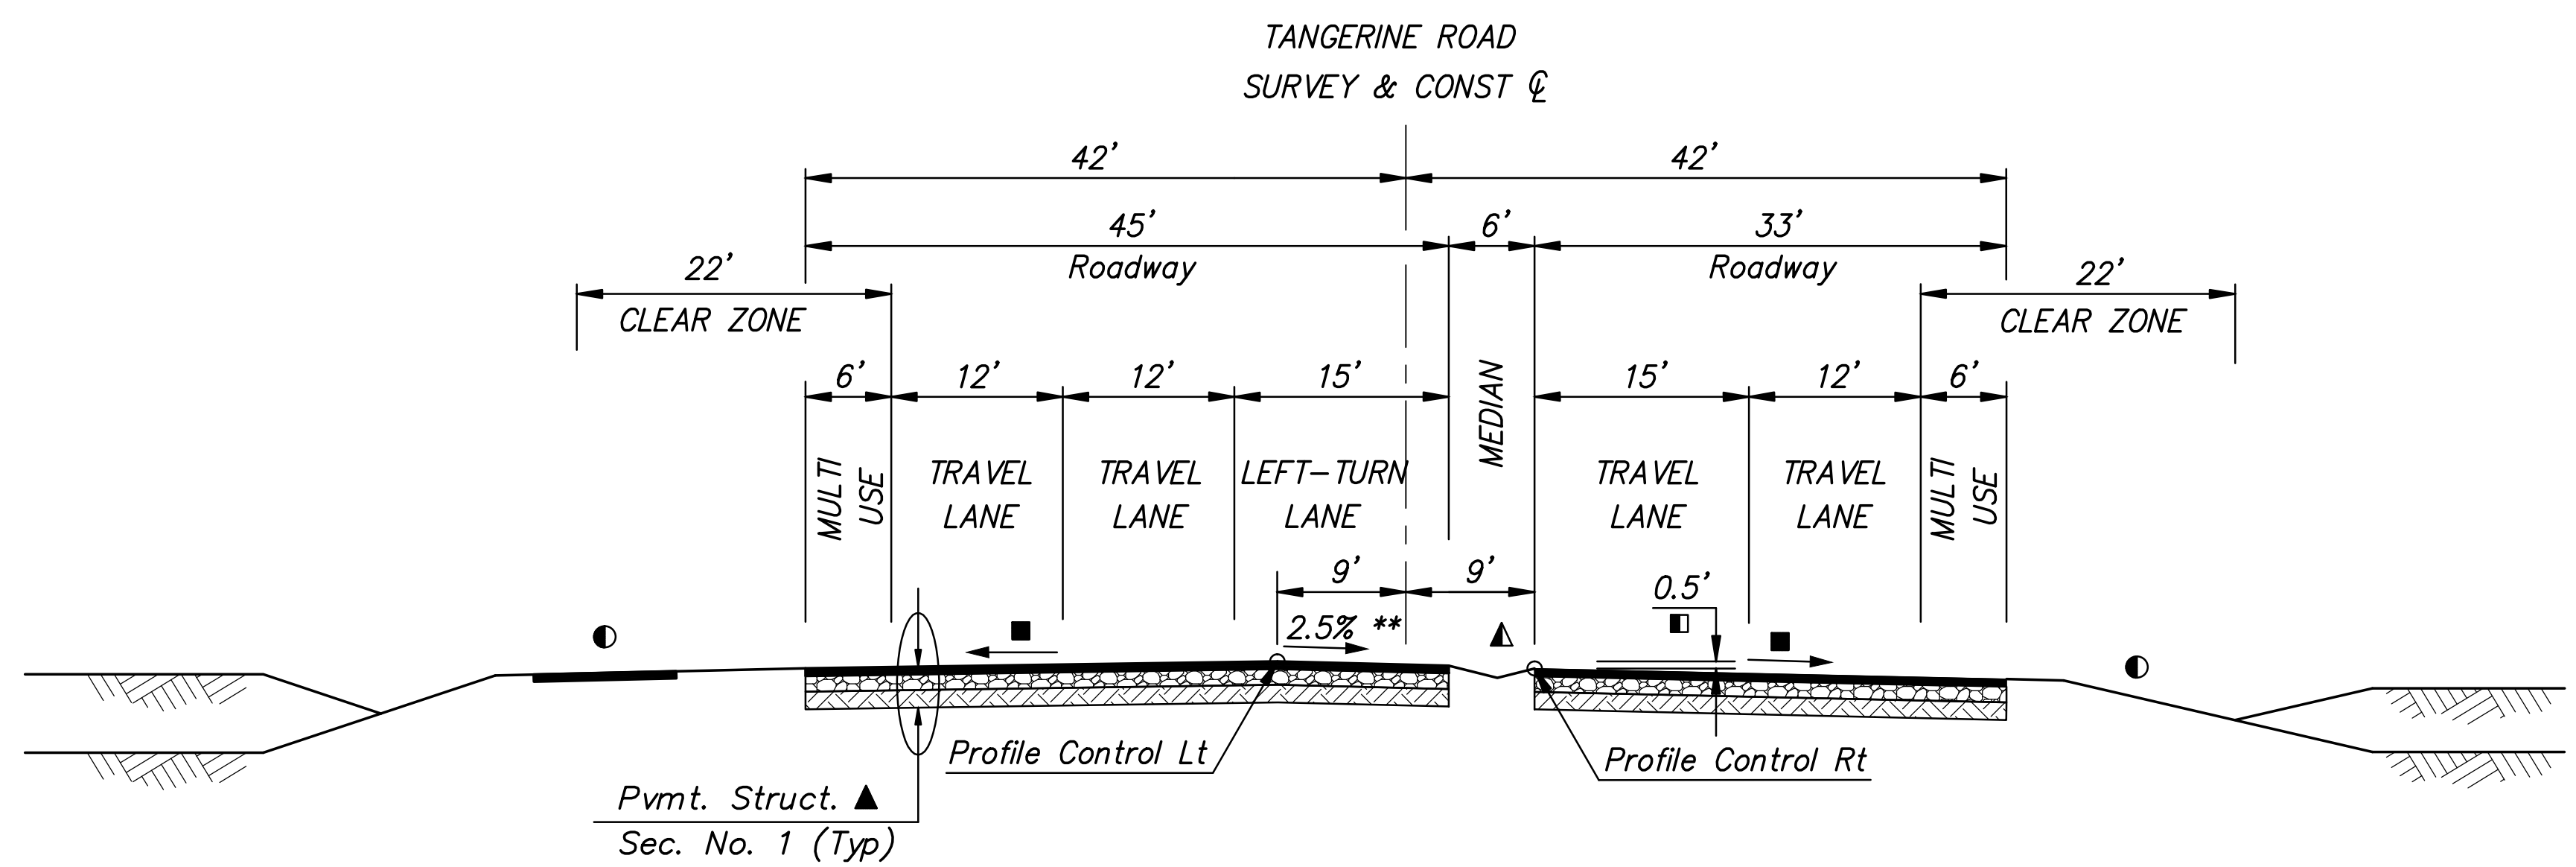 TANGERINE ROAD
SURVEY & CONST ℄
42' 42'
45' 6' 33'
Roadway Roadway
22' 22'
CLEAR ZONE CLEAR ZONE
6' 12' 12' 15' 15' 12' 6'
MULTI
USE
TRAVEL
LANE
TRAVEL
LANE
LEFT-TURN
LANE
MEDIAN
TRAVEL
LANE
TRAVEL
LANE
MULTI
USE
9' 9'
0.5'
2.5% **
Profile Control Lt
Profile Control Rt
Pvmt. Struct. ▲
Sec. No. 1 (Typ)